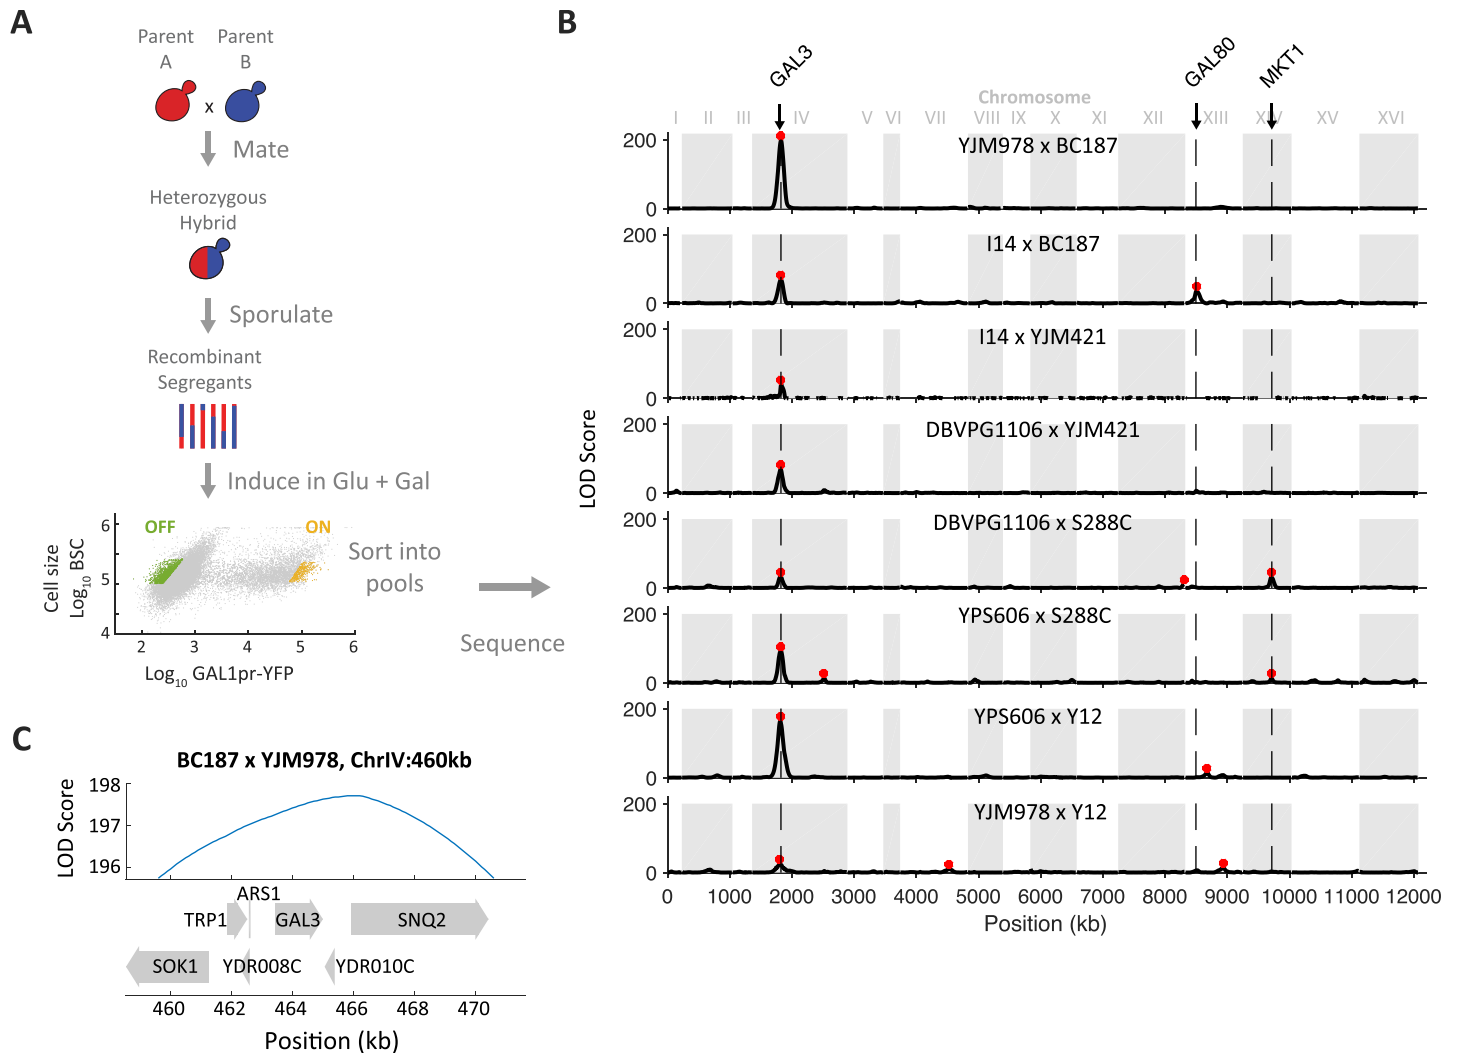 A
Parent
A
Parent
B
x
Mate
Heterozygous
Hybrid
Sporulate
Recombinant
Segregants
Induce in Glu + Gal
OFF
ON
6
5
4
Cell size
Log10 BSC
2
3
4
5
6
Log10 GAL1pr-YFP
Sort into
pools
Sequence
B
GAL3
GAL80
MKT1
Chromosome
I II III IV V VI VII VIII IX X XI XII XIII XIV XV XVI
LOD Score
200
0
YJM978 x BC187
200
0
I14 x BC187
200
0
I14 x YJM421
200
0
DBVPG1106 x YJM421
200
0
DBVPG1106 x S288C
200
0
YPS606 x S288C
200
0
YPS606 x Y12
200
0
YJM978 x Y12
0 1000 2000 3000 4000 5000 6000 7000 8000 9000 10000 11000 12000
Position (kb)
C
BC187 x YJM978, ChrIV:460kb
LOD Score
198
197
196
ARS1
TRP1 GAL3 SNQ2
SOK1 YDR008C YDR010C
460 462 464 466 468 470
Position (kb)